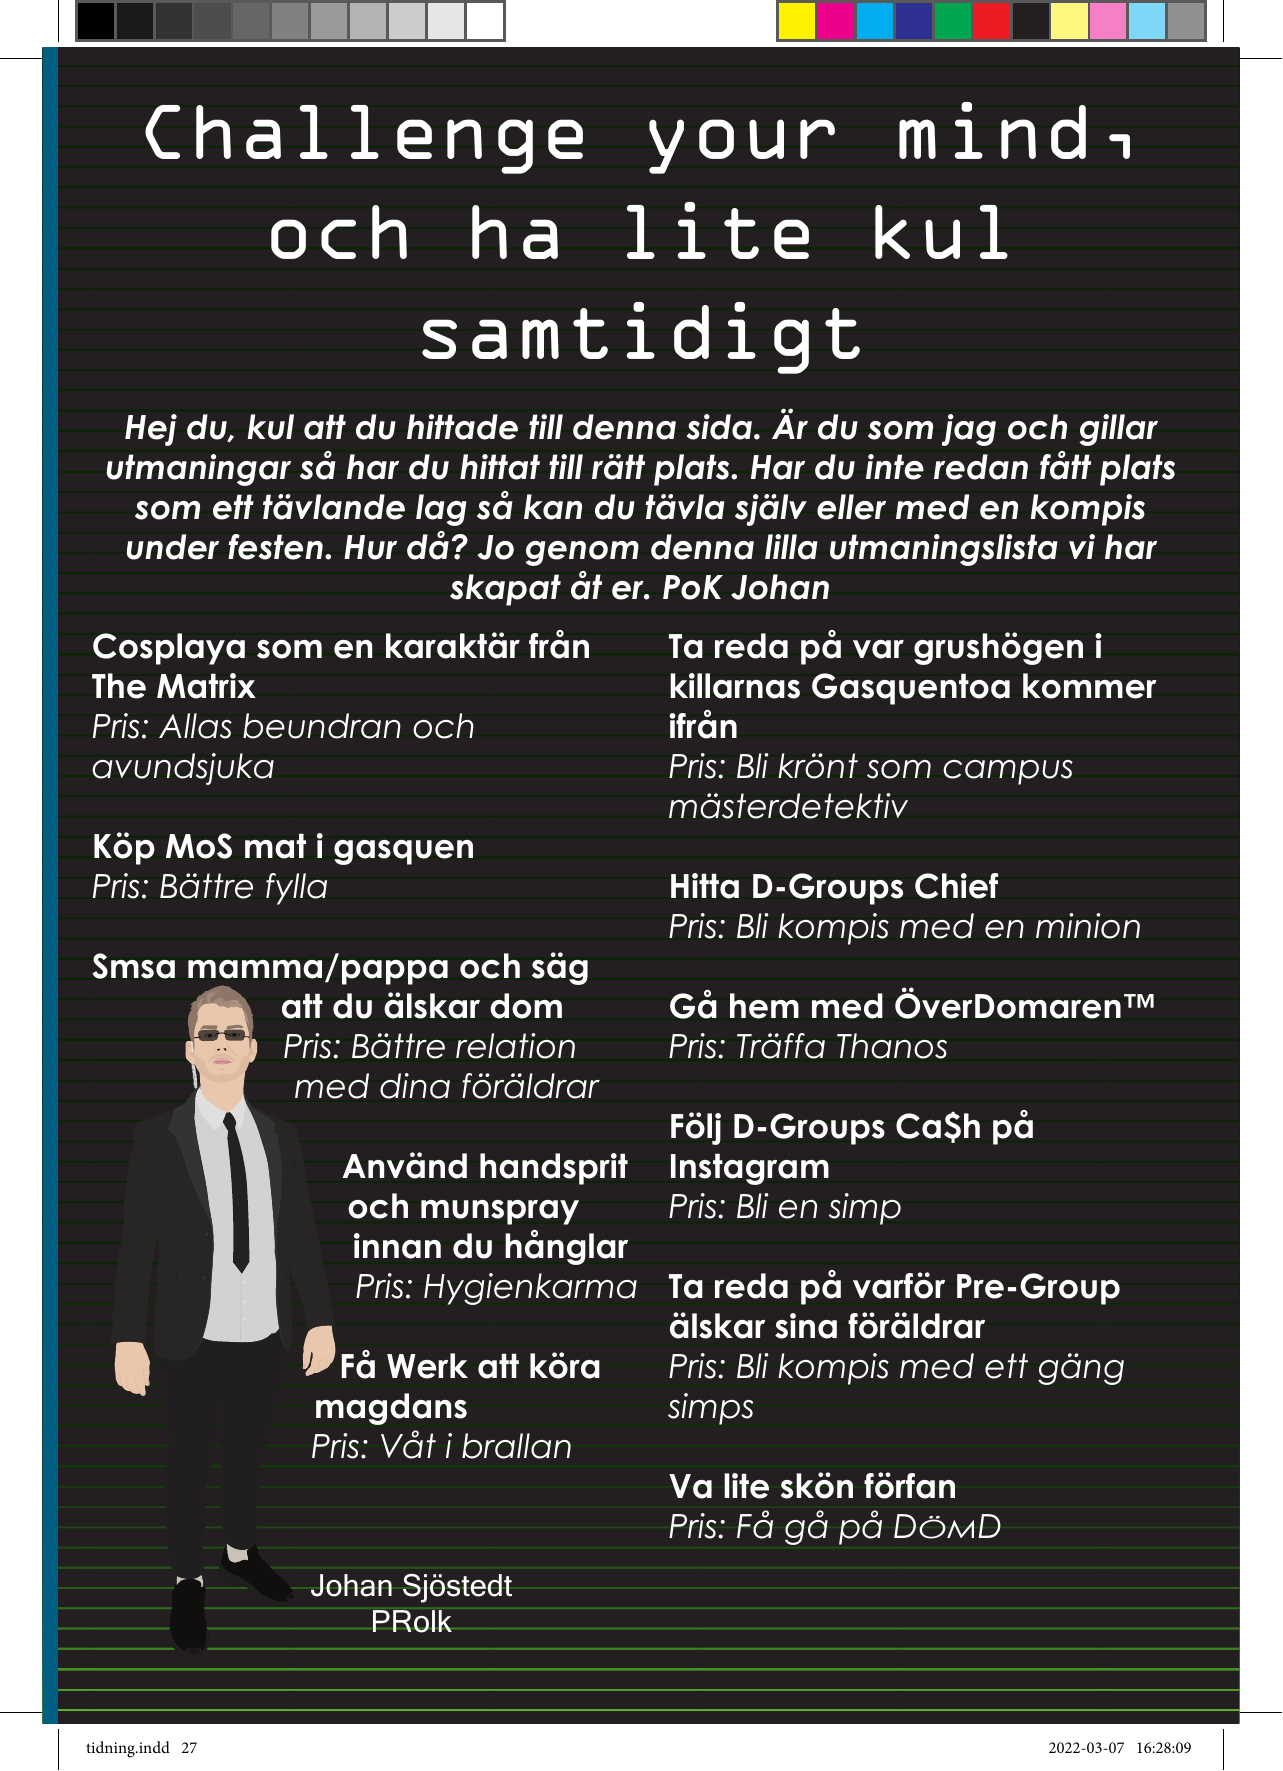 Challenge your mind,
och ha lite kul
samtidigt
Hej du, kul att du hittade till denna sida. Är du som jag och gillar
utmaningar så har du hittat till rätt plats. Har du inte redan fått plats
som ett tävlande lag så kan du tävla själv eller med en kompis
under festen. Hur då? Jo genom denna lilla utmaningslista vi har
skapat åt er. PoK Johan
Cosplaya som en karaktär från
The Matrix
Pris: Allas beundran och
avundsjuka
Köp MoS mat i gasquen
Pris: Bättre fylla
Smsa mamma/pappa och säg
att du älskar dom
Pris: Bättre relation
med dina föräldrar
Använd handsprit
och munspray
innan du hånglar
Pris: Hygienkarma
Få Werk att köra
magdans
Pris: Våt i brallan
Johan Sjöstedt
PRolk
Ta reda på var grushögen i
killarnas Gasquentoa kommer
ifrån
Pris: Bli krönt som campus
mästerdetektiv
Hitta D-Groups Chief
Pris: Bli kompis med en minion
Gå hem med ÖverDomaren™
Pris: Träffa Thanos
Följ D-Groups Ca$h på
Instagram
Pris: Bli en simp
Ta reda på varför Pre-Group
älskar sina föräldrar
Pris: Bli kompis med ett gäng
simps
Va lite skön förfan
Pris: Få gå på DÖMD
tidning.indd 27
2022-03-07 16:28:09